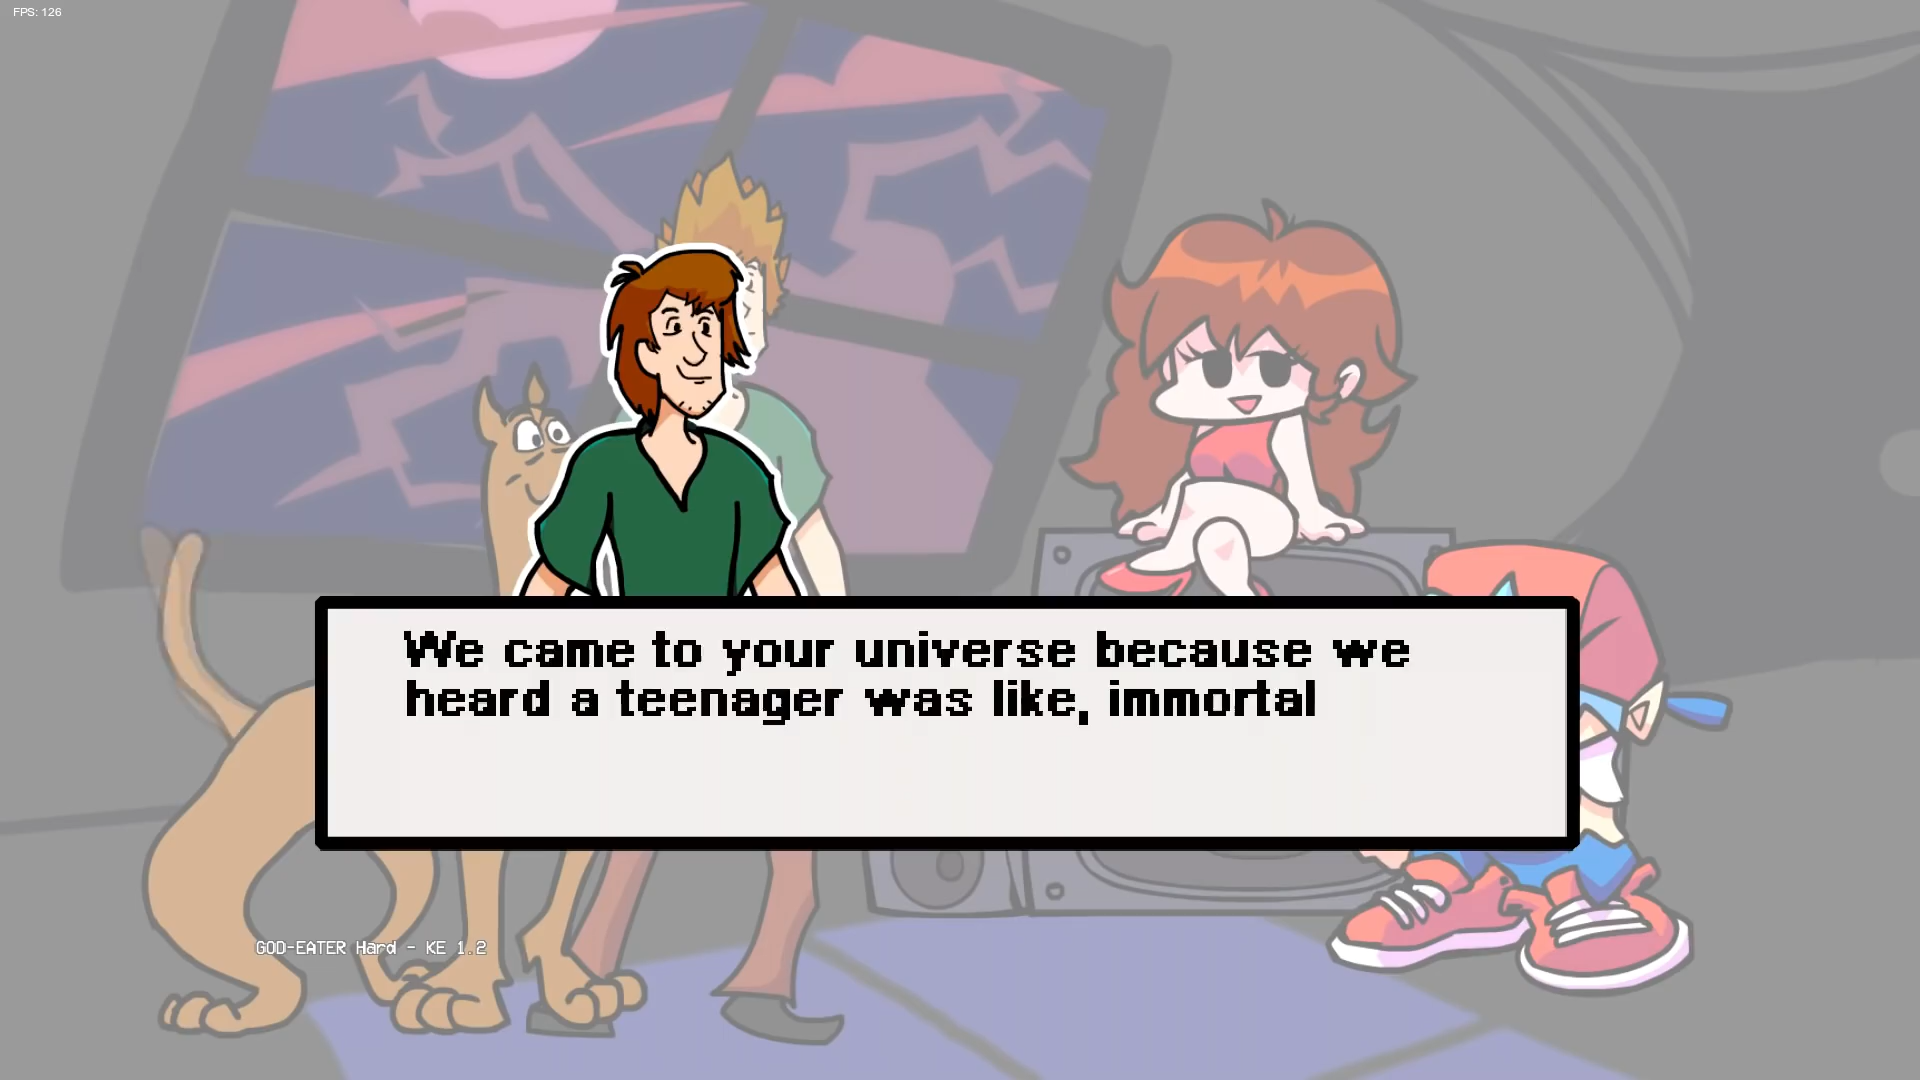 FPS: 126
We came to your universe because we
heard a teenager was like, immortal
GOD-EATER Hard - KE 1.2